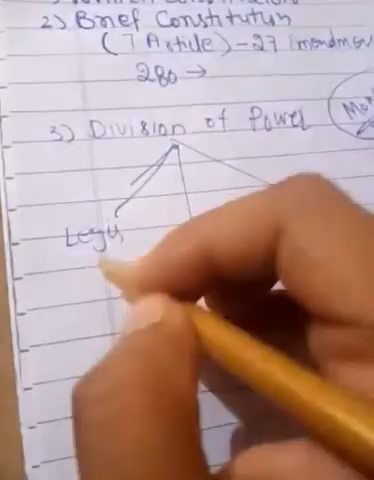 2) Brief Constitution
(7 Article) - 27
280 →
3) Division of Power
Legis